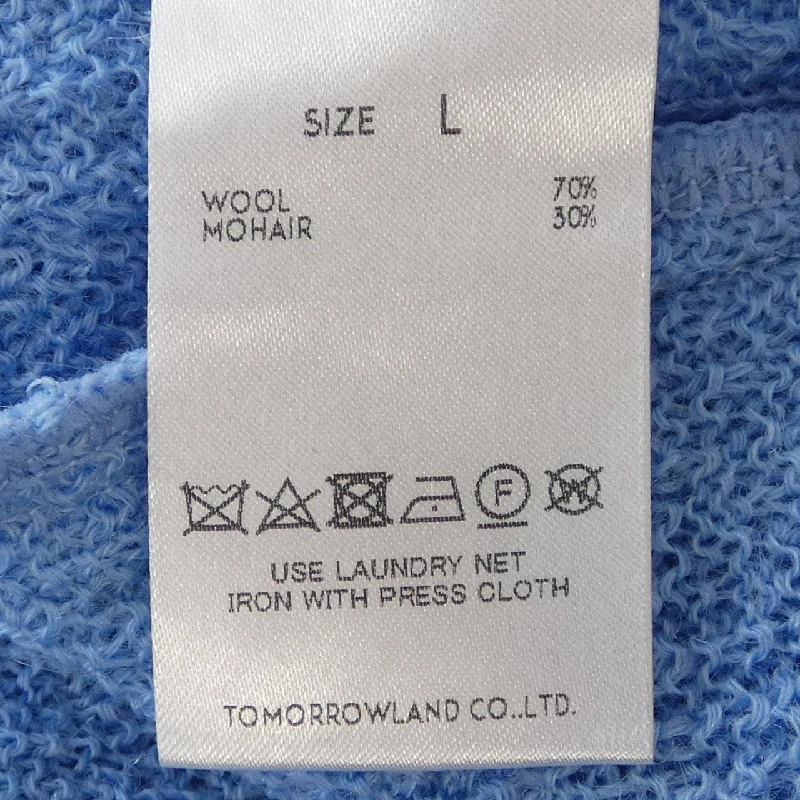 SIZE L
WOOL 70%
MOHAIR 30%
F W
USE LAUNDRY NET
IRON WITH PRESS CLOTH
TOMORROWLAND CO.,LTD.